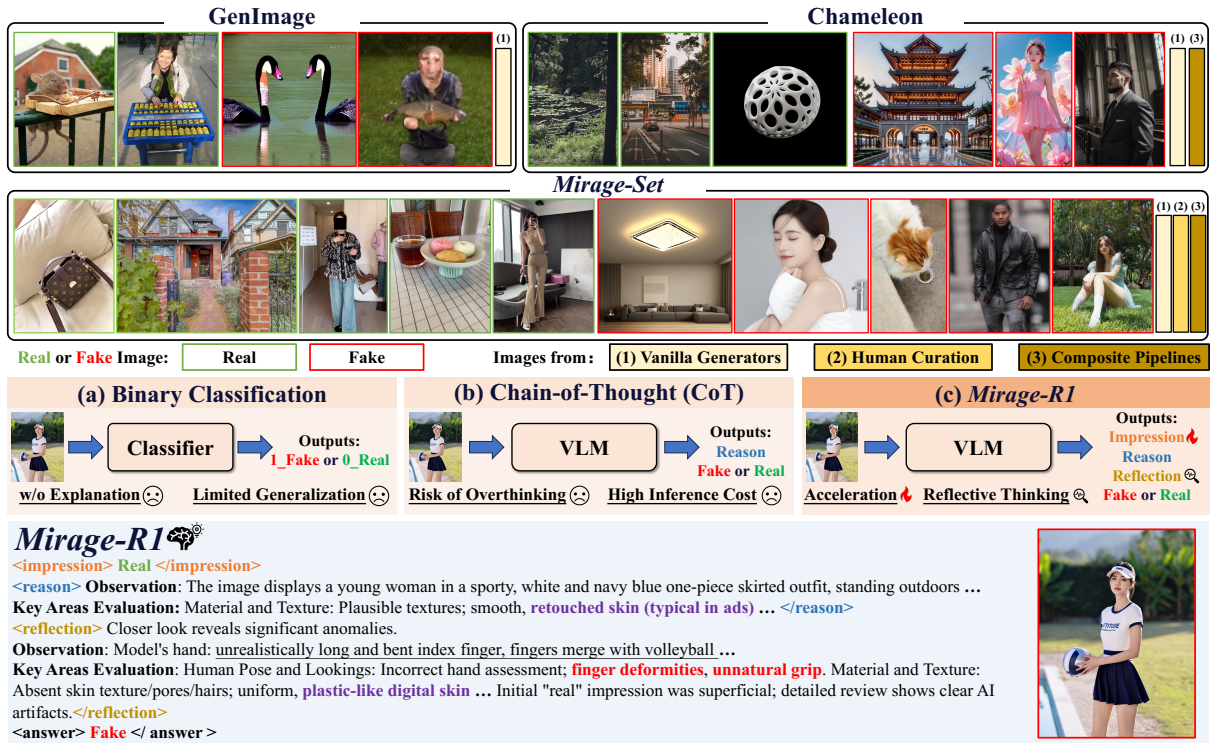 GenImage
Chameleon
(1)
(1) (3)
Mirage-Set
(1) (2) (3)
Real or Fake Image: Real Fake Images from: (1) Vanilla Generators (2) Human Curation (3) Composite Pipelines
(a) Binary Classification
Classifier
Outputs:
1_Fake or 0_Real
w/o Explanation Limited Generalization
(b) Chain-of-Thought (CoT)
VLM
Outputs:
Reason
Fake or Real
Risk of Overthinking High Inference Cost
(c) Mirage-R1
VLM
Outputs:
Impression
Reason
Reflection
Fake or Real
Acceleration Reflective Thinking
Mirage-R1
<impression> Real </impression>
<reason> Observation: The image displays a young woman in a sporty, white and navy blue one-piece skirted outfit, standing outdoors ...
Key Areas Evaluation: Material and Texture: Plausible textures; smooth, retouched skin (typical in ads) ... </reason>
<reflection> Closer look reveals significant anomalies.
Observation: Model's hand: unrealistically long and bent index finger, fingers merge with volleyball ...
Key Areas Evaluation: Human Pose and Lookings: Incorrect hand assessment; finger deformities, unnatural grip. Material and Texture:
Absent skin texture/pores/hairs; uniform, plastic-like digital skin ... Initial "real" impression was superficial; detailed review shows clear AI
artifacts.</reflection>
<answer> Fake </ answer >